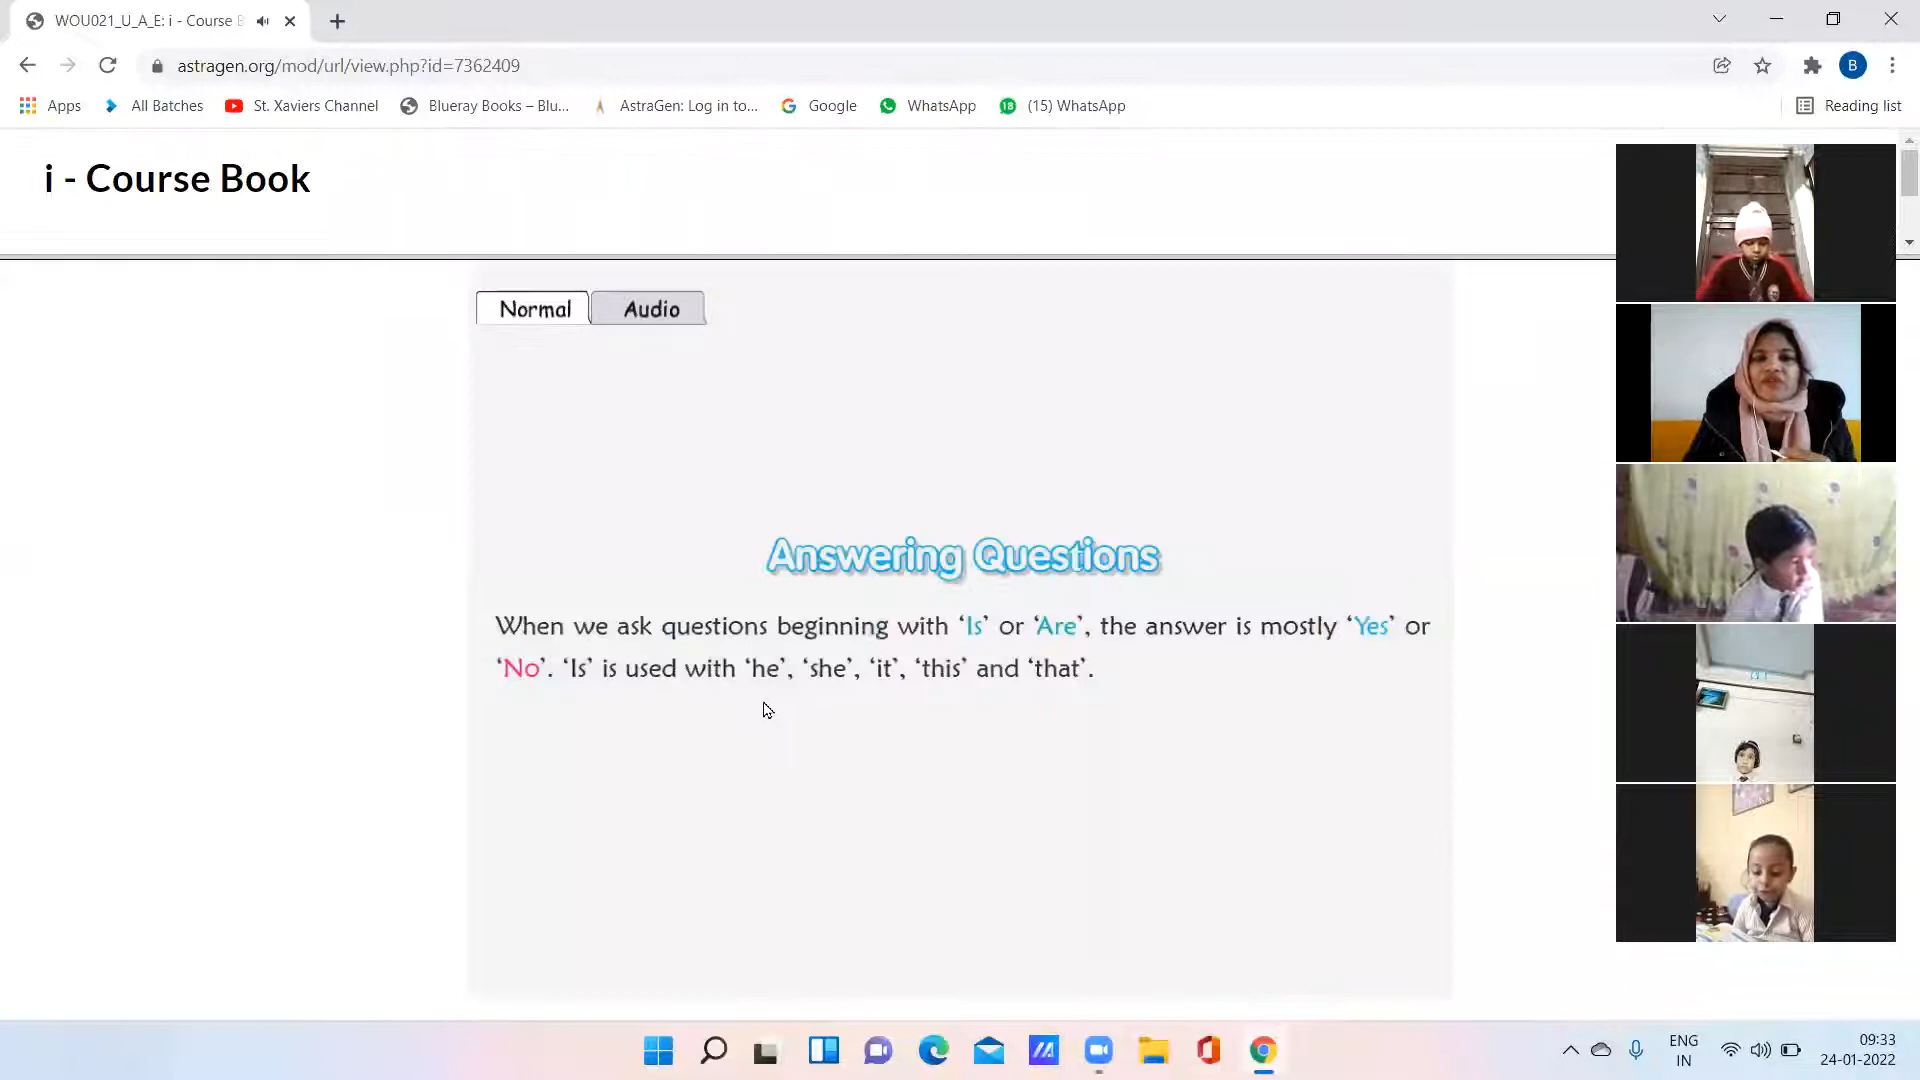 WOU021_U_A_E: i - Course B
astragen.org/mod/url/view.php?id=7362409
B
Apps All Batches St. Xaviers Channel Blueray Books – Blu... AstraGen: Log in to... Google WhatsApp 18 (15) WhatsApp Reading list
i - Course Book
Normal Audio
Answering Questions
When we ask questions beginning with ‘Is’ or ‘Are’, the answer is mostly ‘Yes’ or
‘No’. ‘Is’ is used with ‘he’, ‘she’, ‘it’, ‘this’ and ‘that’.
ENG
IN
09:33
24-01-2022